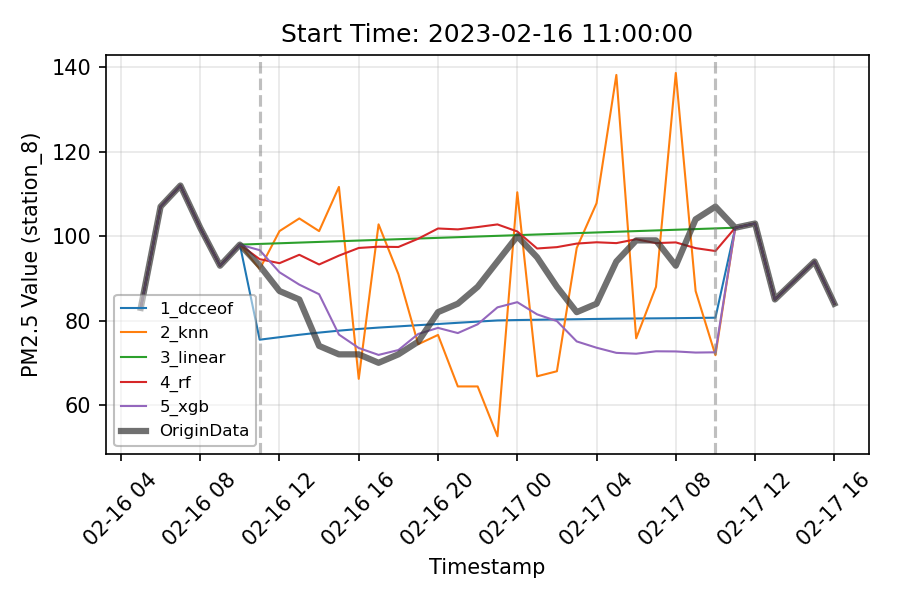 Start Time: 2023-02-16 11:00:00
PM2.5 Value (station_8)
140
120
100
80
60
1_dcceof
2_knn
3_linear
4_rf
5_xgb
OriginData
02-16 04
02-16 08
02-16 12
02-16 16
02-16 20
02-17 00
02-17 04
02-17 08
02-17 12
02-17 16
Timestamp